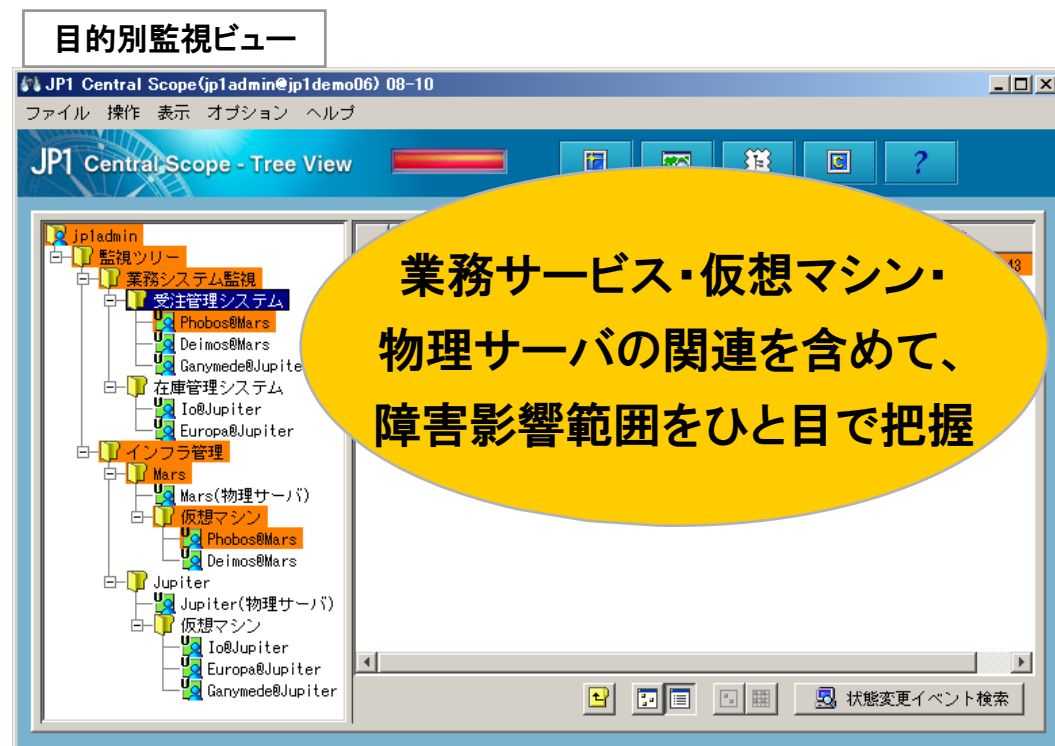 目的別監視ビュー
JP1 Central Scope(jp1admin@jp1demo06) 08-10
ファイル 操作 表示 オプション ヘルプ
JP1 Central Scope - Tree View
jp1admin
監視ツリー
業務システム監視
受注管理システム
Phobos@Mars
Deimos@Mars
Ganymede@Jupite
在庫管理システム
Io@Jupiter
Europa@Jupiter
インフラ管理
Mars
Mars(物理サーバ)
仮想マシン
Phobos@Mars
Deimos@Mars
Jupiter
Jupiter(物理サーバ)
仮想マシン
Io@Jupiter
Europa@Jupiter
Ganymede@Jupiter
業務サービス・仮想マシン・
物理サーバの関連を含めて、
障害影響範囲をひと目で把握
状態変更イベント検索